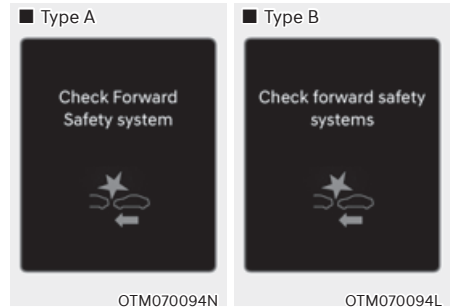 ■ Type A
Check Forward
Safety system
OTM070094N
■ Type B
Check forward safety
systems
OTM070094L